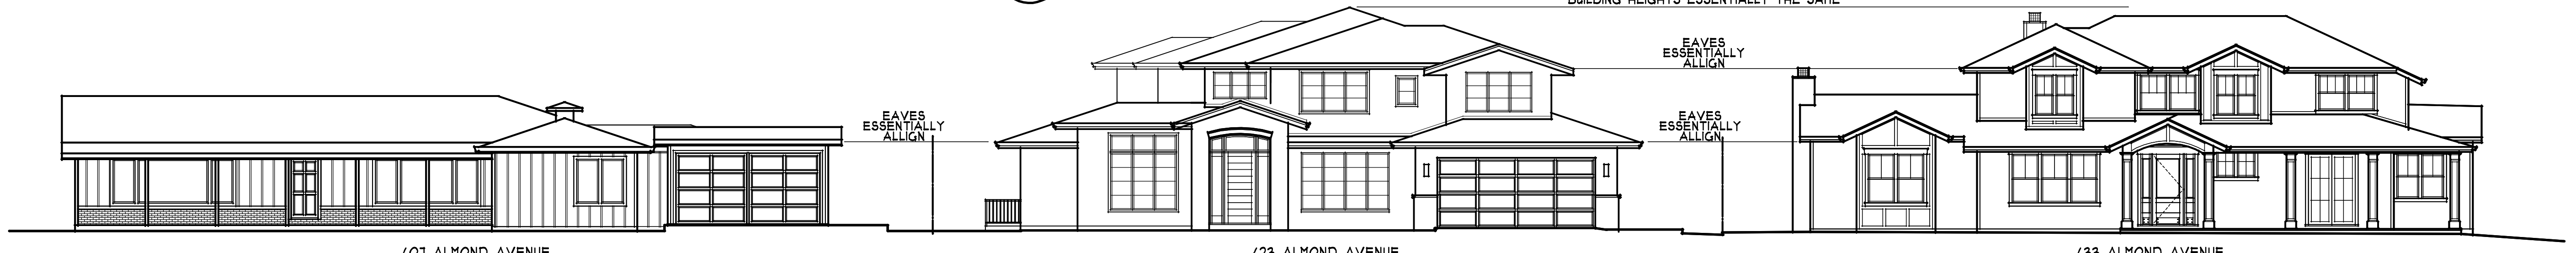 BUILDING HEIGHTS ESSENTIALLY THE SAME
EAVES
ESSENTIALLY
ALLIGN
EAVES
ESSENTIALLY
ALLIGN
EAVES
ESSENTIALLY
ALLIGN
ALMOND AVENUE
ALMOND AVENUE
ALMOND AVENUE